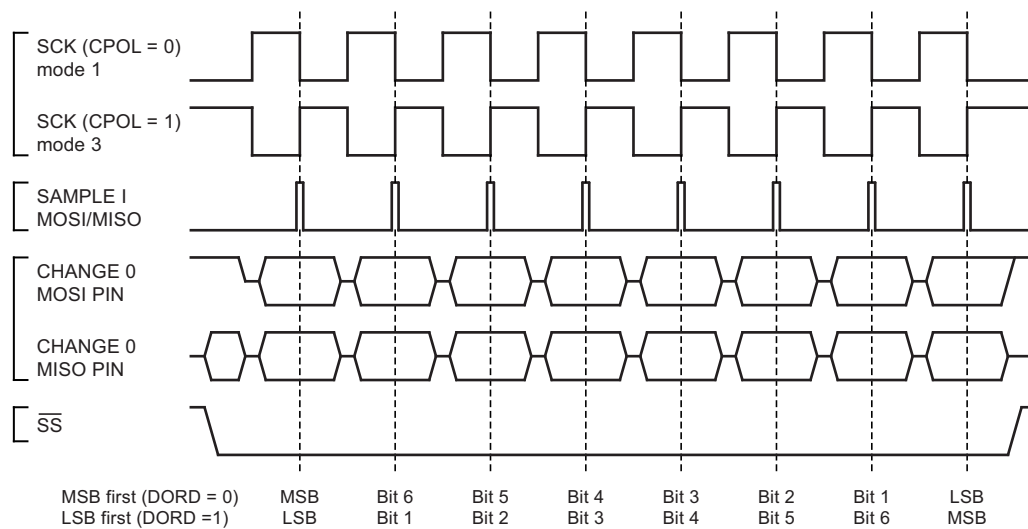 SCK (CPOL = 0)
mode 1
SCK (CPOL = 1)
mode 3
SAMPLE I
MOSI/MISO
CHANGE 0
MOSI PIN
CHANGE 0
MISO PIN
SS
MSB first (DORD = 0) MSB Bit 6 Bit 5 Bit 4 Bit 3 Bit 2 Bit 1 LSB
LSB first (DORD =1) LSB Bit 1 Bit 2 Bit 3 Bit 4 Bit 5 Bit 6 MSB